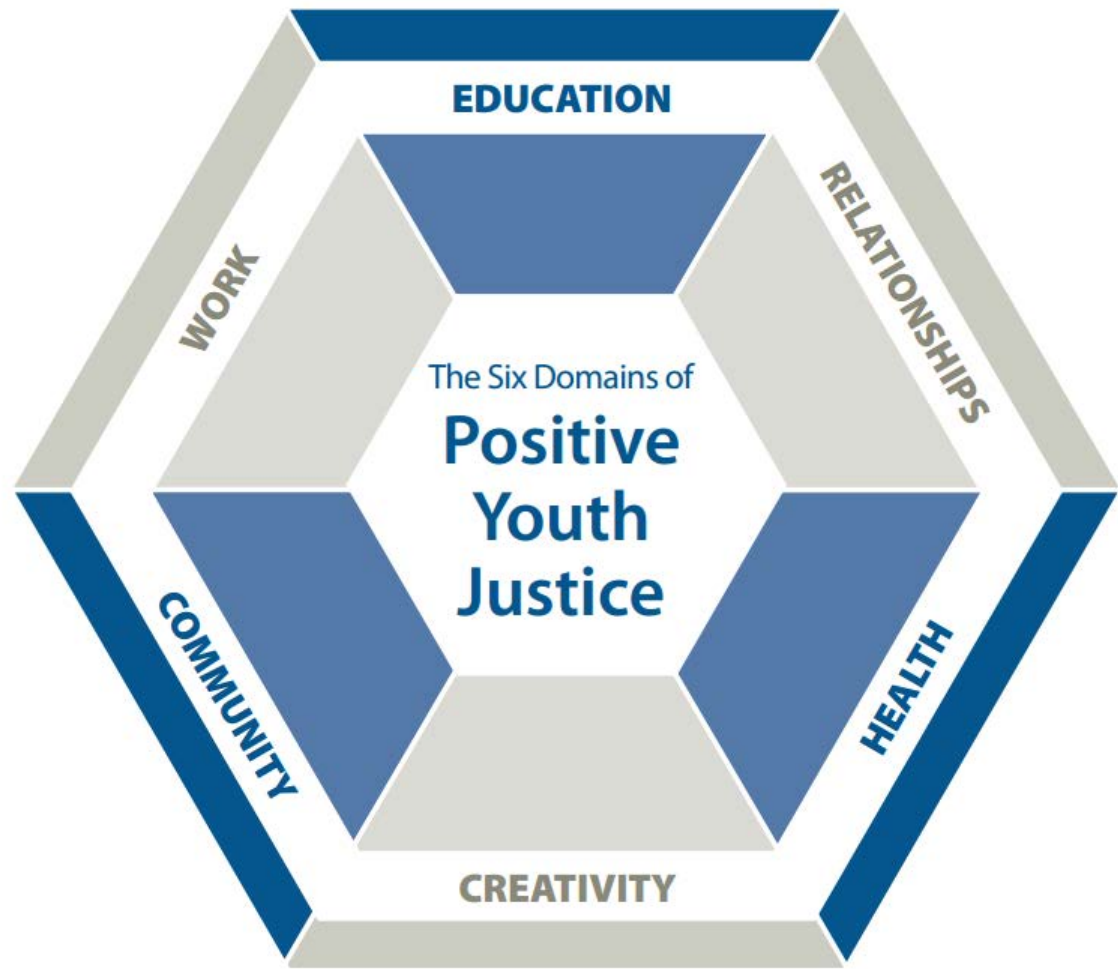 EDUCATION
RELATIONSHIPS
WORK
The Six Domains of
Positive
Youth
Justice
COMMUNITY
HEALTH
CREATIVITY